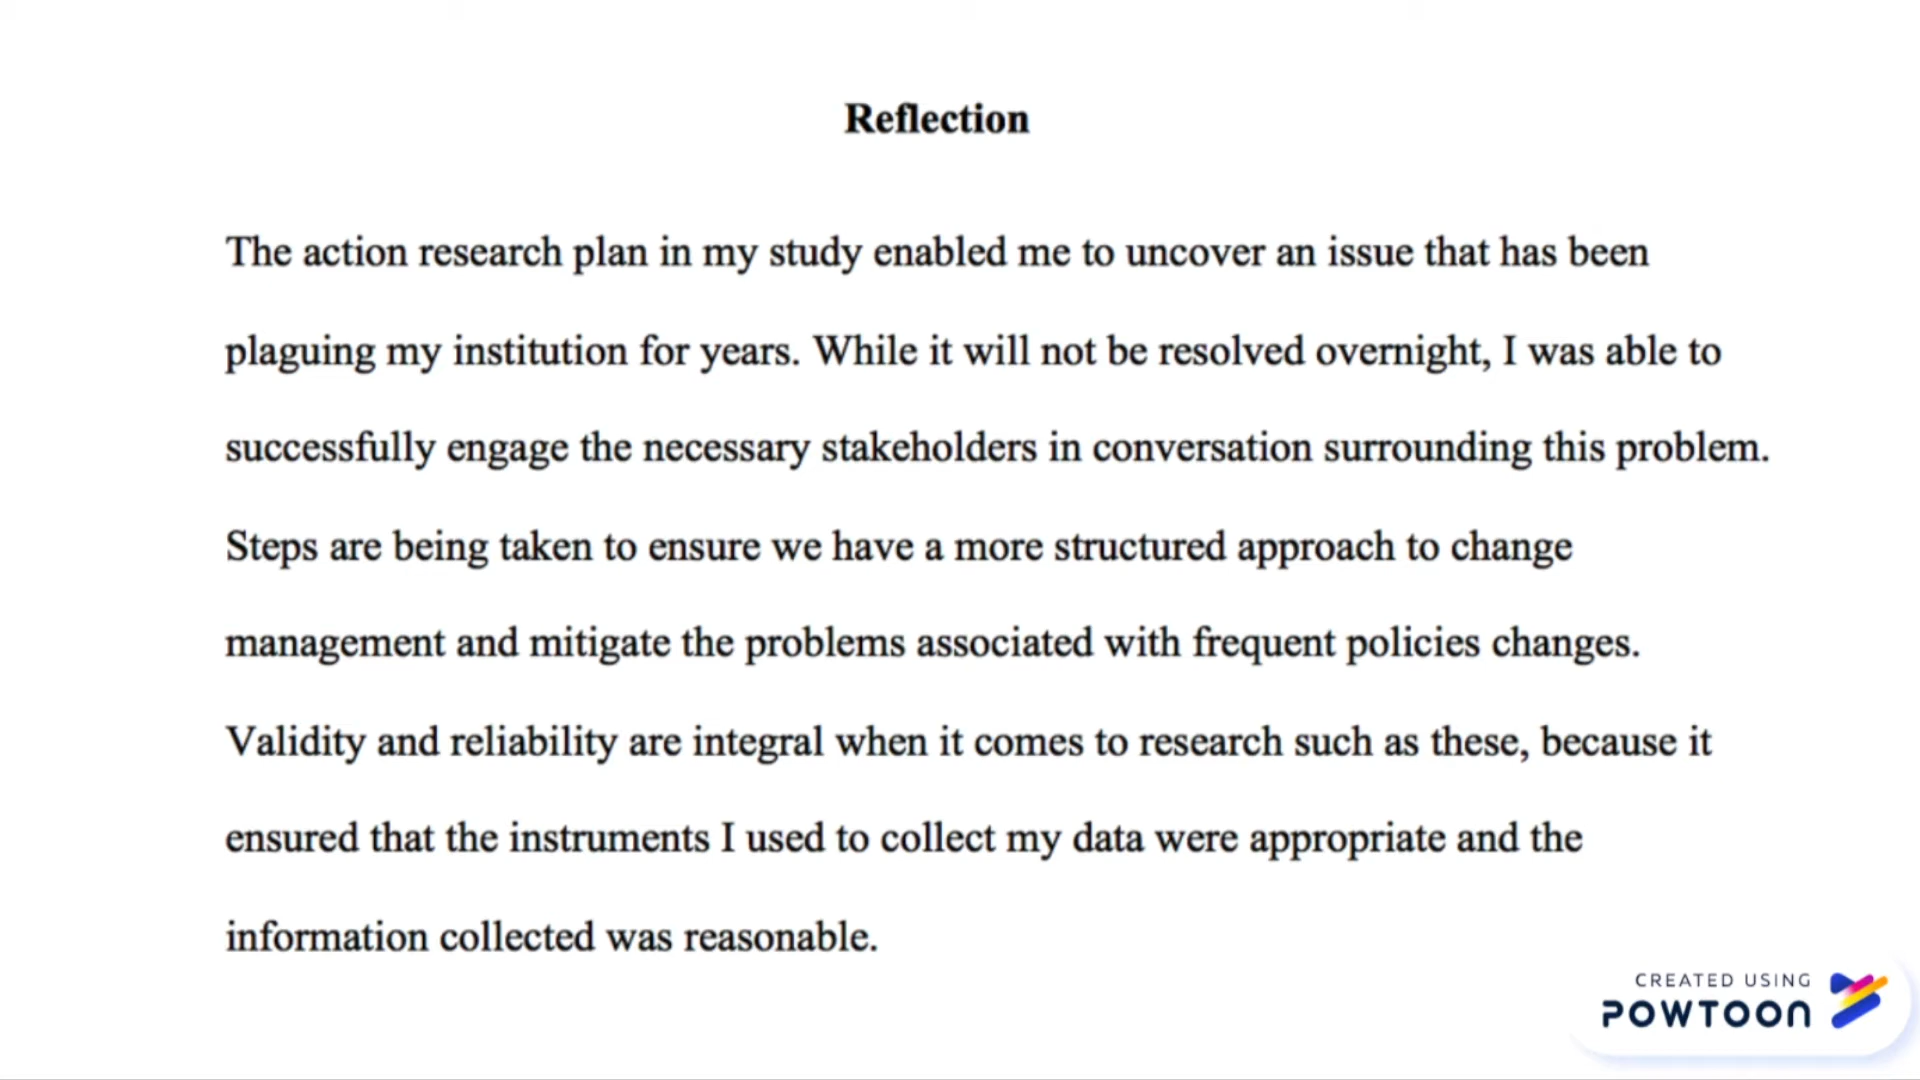 Reflection
The action research plan in my study enabled me to uncover an issue that has been
plaguing my institution for years. While it will not be resolved overnight, I was able to
successfully engage the necessary stakeholders in conversation surrounding this problem.
Steps are being taken to ensure we have a more structured approach to change
management and mitigate the problems associated with frequent policies changes.
Validity and reliability are integral when it comes to research such as these, because it
ensured that the instruments I used to collect my data were appropriate and the
information collected was reasonable.
CREATED USING
POWTOON